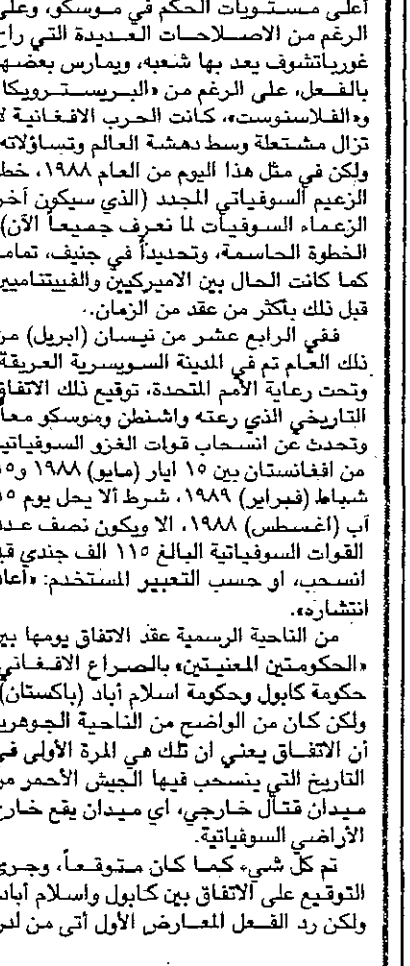 أعلى مستويات الحكم في موسكو، وعلى
الرغم من الاصلاحات العديدة التي راح
غورباتشوف يعد بها شعبه، ويمارس بعضها
بالفعل، على الرغم من «البريسترويكا»
و«الغلاسنوست»، كانت الحرب الافغانية لا
تزال مشتعلة وسط دهشة العالم وتساؤلاته.
ولكن في مثل هذا اليوم من العام ١٩٨٨، خطا
الزعيم السوفياتي المجدد (الذي سيكون آخر
الزعماء السوفيات لما نعرف جميعاً الآن)
الخطوة الحاسمة، وتحديداً في جنيف، تماماً
كما كانت الحال بين الاميركيين والفييتناميين
قبل ذلك بأكثر من عقد من الزمان..
ففي الرابع عشر من نيسان (ابريل) من
ذلك العام تم في المدينة السويسرية العريقة،
وتحت رعاية الأمم المتحدة، توقيع ذلك الاتفاق
التاريخي الذي رعته واشنطن وموسكو معاً
وتحدث عن انسحاب قوات الغزو السوفياتية
من افغانستان بين ١٥ ايار (مايو) ١٩٨٨ و١٥
شباط (فبراير) ١٩٨٩، شرط ألا يحل يوم ١٥
آب (اغسطس) ١٩٨٨، الا ويكون نصف عدد
القوات السوفياتية البالغ ١١٥ الف جندي قد
انسحب، او حسب التعبير المستخدم: «أعاد
انتشاره».
من الناحية الرسمية عقد الاتفاق يومها بين
«الحكومتين المعنيتين» بالصراع الافغاني
حكومة كابول وحكومة اسلام أباد (باكستان)
ولكن كان من الواضح من الناحية الجوهرية
أن الاتفاق يعني ان تلك هي المرة الأولى في
التاريخ التي ينسحب فيها الجيش الأحمر من
ميدان قتال خارجي، اي ميدان يقع خارج
الأراضي السوفياتية.
تم كل شيء كما كان متوقعاً، وجرى
التوقيع على الاتفاق بين كابول واسلام أباد،
ولكن رد الفعل المعارض الأول أتى من لدن